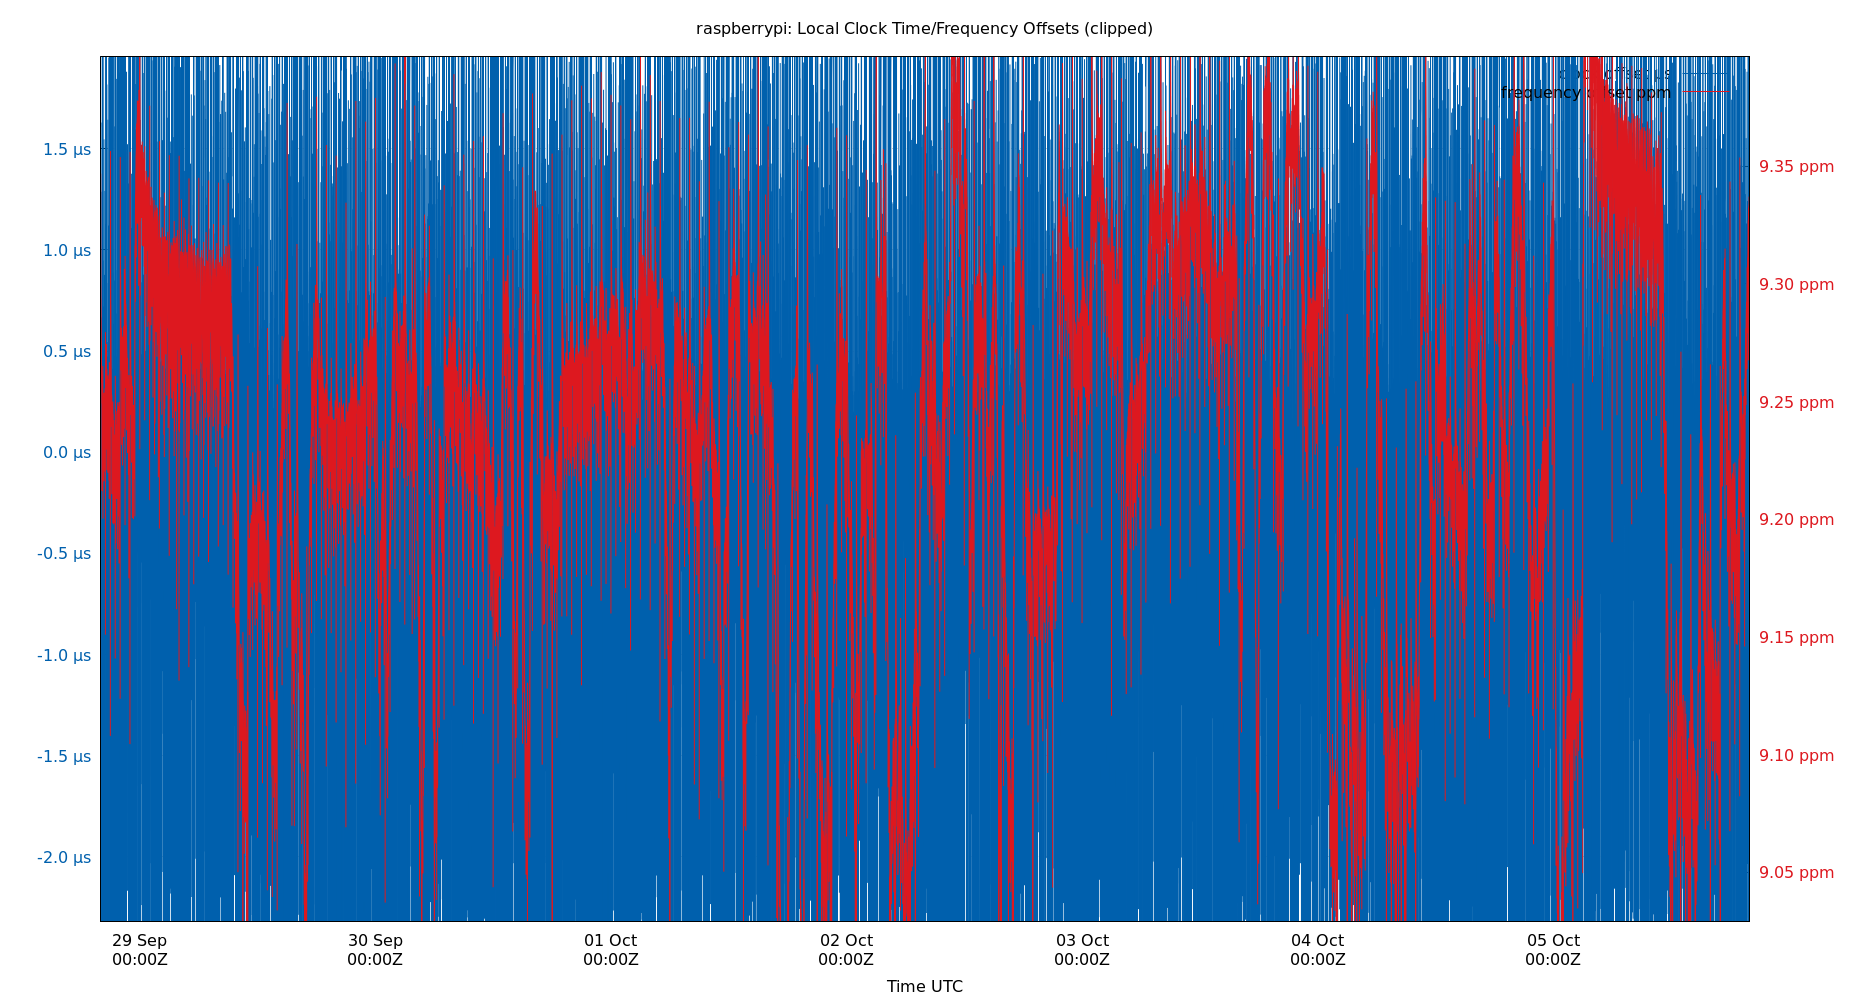 raspberrypi: Local Clock Time/Frequency Offsets (clipped)
clock offset μs
frequency offset ppm
1.5 μs
1.0 μs
0.5 μs
0.0 μs
-0.5 μs
-1.0 μs
-1.5 μs
-2.0 μs
9.35 ppm
9.30 ppm
9.25 ppm
9.20 ppm
9.15 ppm
9.10 ppm
9.05 ppm
29 Sep 30 Sep 01 Oct 02 Oct 03 Oct 04 Oct 05 Oct
00:00Z 00:00Z 00:00Z 00:00Z 00:00Z 00:00Z 00:00Z
Time UTC